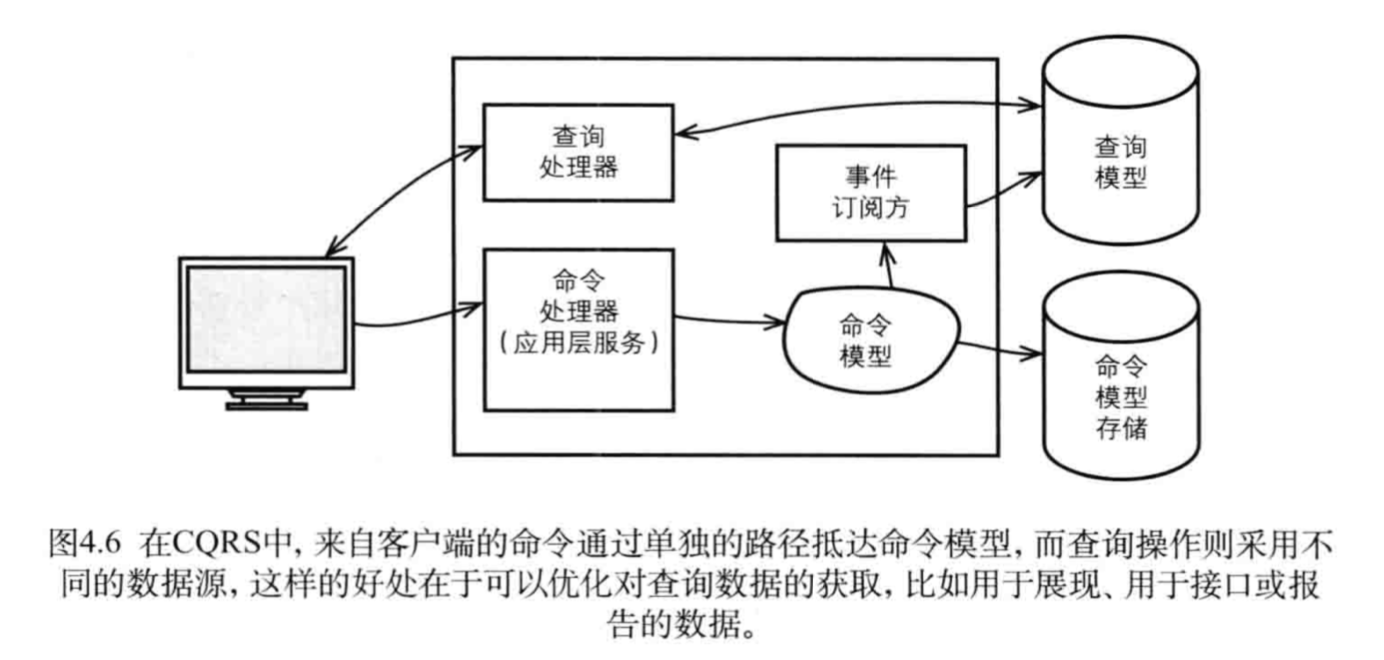 查询
处理器
事件
订阅方
查询
模型
命令
处理器
（应用层服务）
命令
模型
命令
模型
存储
图4.6 在CQRS中，来自客户端的命令通过单独的路径抵达命令模型，而查询操作则采用不
同的数据源，这样的好处在于可以优化对查询数据的获取，比如用于展现、用于接口或报
告的数据。